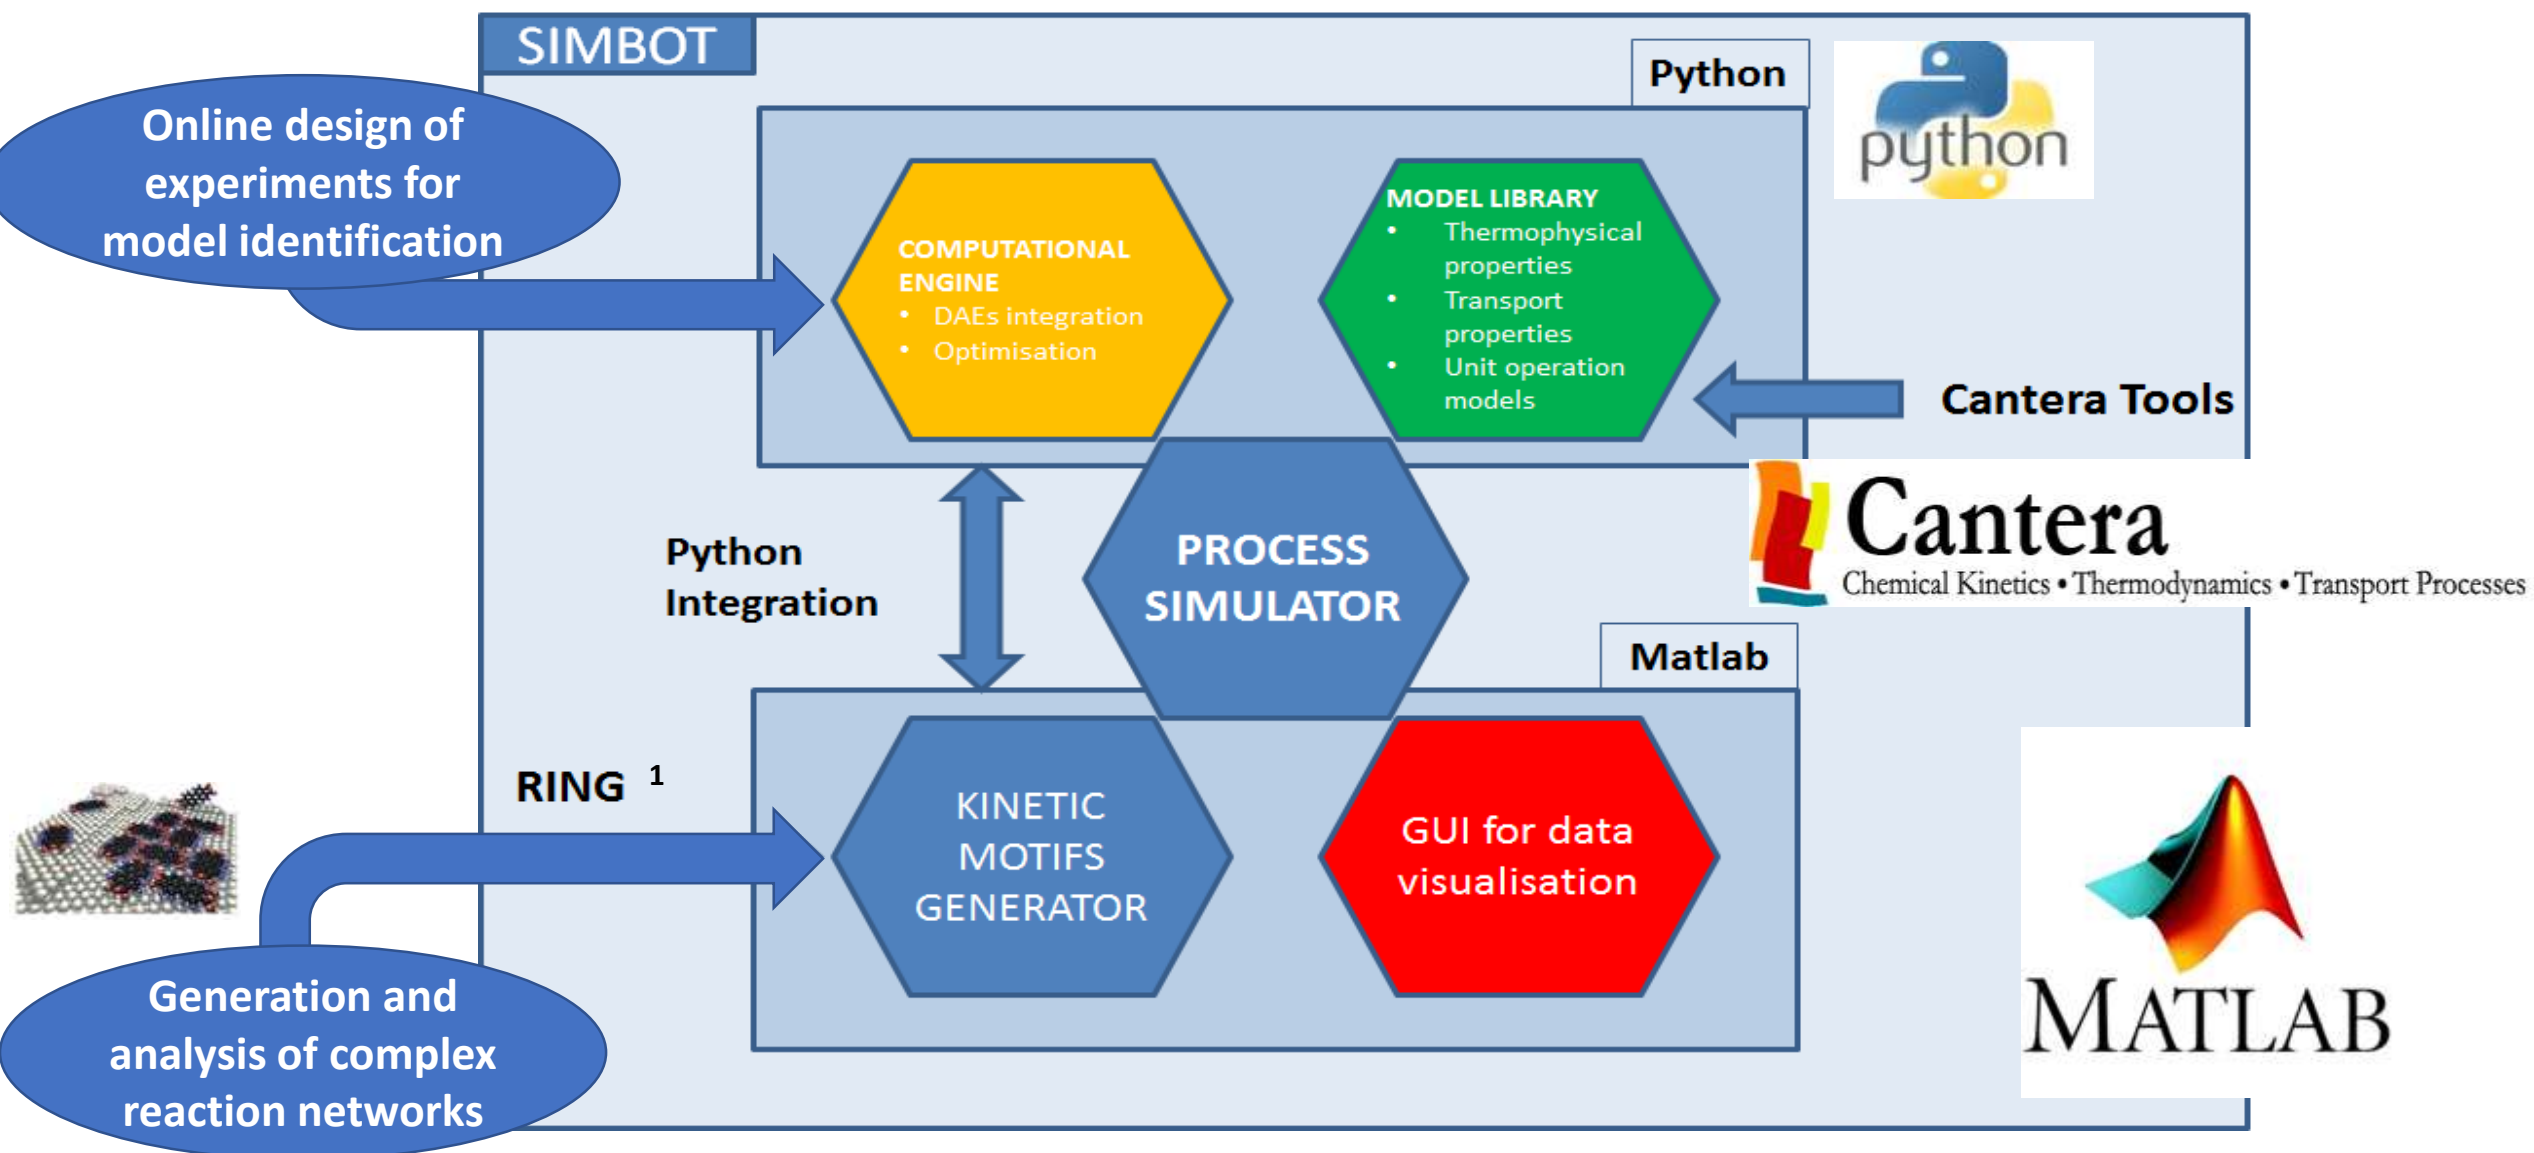 SIMBOT
Python
python
Online design of
experiments for
model identification
COMPUTATIONAL
ENGINE
• DAEs integration
• Optimisation
MODEL LIBRARY
• Thermophysical
properties
• Transport
properties
• Unit operation
models
Cantera Tools
Cantera
Chemical Kinetics • Thermodynamics • Transport Processes
Python
Integration
PROCESS
SIMULATOR
Matlab
RING 1
KINETIC
MOTIFS
GENERATOR
GUI for data
visualisation
MATLAB
Generation and
analysis of complex
reaction networks